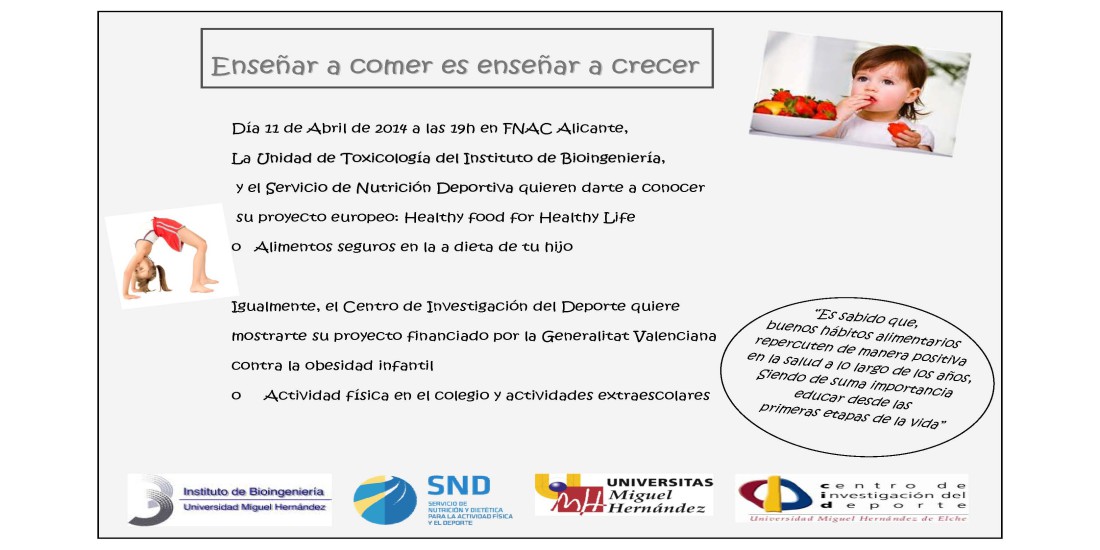 Enseñar a comer es enseñar a crecer
Día 11 de Abril de 2014 a las 19h en FNAC Alicante,
La Unidad de Toxicología del Instituto de Bioingeniería,
y el Servicio de Nutrición Deportiva quieren darte a conocer
su proyecto europeo: Healthy food for Healthy Life
o Alimentos seguros en la a dieta de tu hijo
Igualmente, el Centro de Investigación del Deporte quiere
mostrarte su proyecto financiado por la Generalitat Valenciana
contra la obesidad infantil
o Actividad física en el colegio y actividades extraescolares
"Es sabido que,
buenos hábitos alimentarios
repercuten de manera positiva
en la salud a lo largo de los años,
Siendo de suma importancia
educar desde las
primeras etapas de la vida"
Instituto de Bioingeniería
Universidad Miguel Hernández
SND
SERVICIO DE
NUTRICIÓN Y DIETÉTICA
PARA LA ACTIVIDAD FÍSICA
Y EL DEPORTE
UNIVERSITAS
Miguel
Hernández
centro de
investigación del
deporte
Universidad Miguel Hernández de Elche